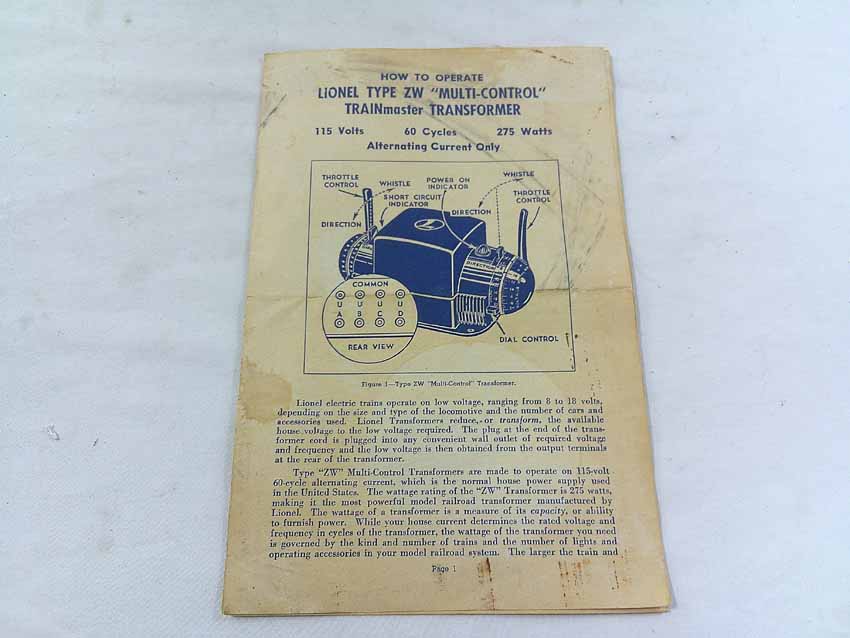 HOW TO OPERATE
LIONEL TYPE ZW "MULTI-CONTROL"
TRAINmaster TRANSFORMER
115 Volts 60 Cycles 275 Watts
Alternating Current Only
THROTTLE CONTROL
WHISTLE
POWER ON INDICATOR
WHISTLE
THROTTLE CONTROL
SHORT CIRCUIT INDICATOR
DIRECTION
DIRECTION
L
DIRECTION
COMMON
U U U U
A B C D
REAR VIEW
DIAL CONTROL
Figure 1—Type ZW "Multi-Control" Transformer.
Lionel electric trains operate on low voltage, ranging from 8 to 18 volts,
depending on the size and type of the locomotive and the number of cars and
accessories used. Lionel Transformers reduce, or transform, the available
house voltage to the low voltage required. The plug at the end of the trans-
former cord is plugged into any convenient wall outlet of required voltage
and frequency and the low voltage is then obtained from the output terminals
at the rear of the transformer.
Type "ZW" Multi-Control Transformers are made to operate on 115-volt
60-cycle alternating current, which is the normal house power supply used
in the United States. The wattage rating of the "ZW" Transformer is 275 watts,
making it the most powerful model railroad transformer manufactured by
Lionel. The wattage of a transformer is a measure of its capacity, or ability
to furnish power. While your house current determines the rated voltage and
frequency in cycles of the transformer, the wattage of the transformer you need
is governed by the kind and number of trains and the number of lights and
operating accessories in your model railroad system. The larger the train and
Page 1